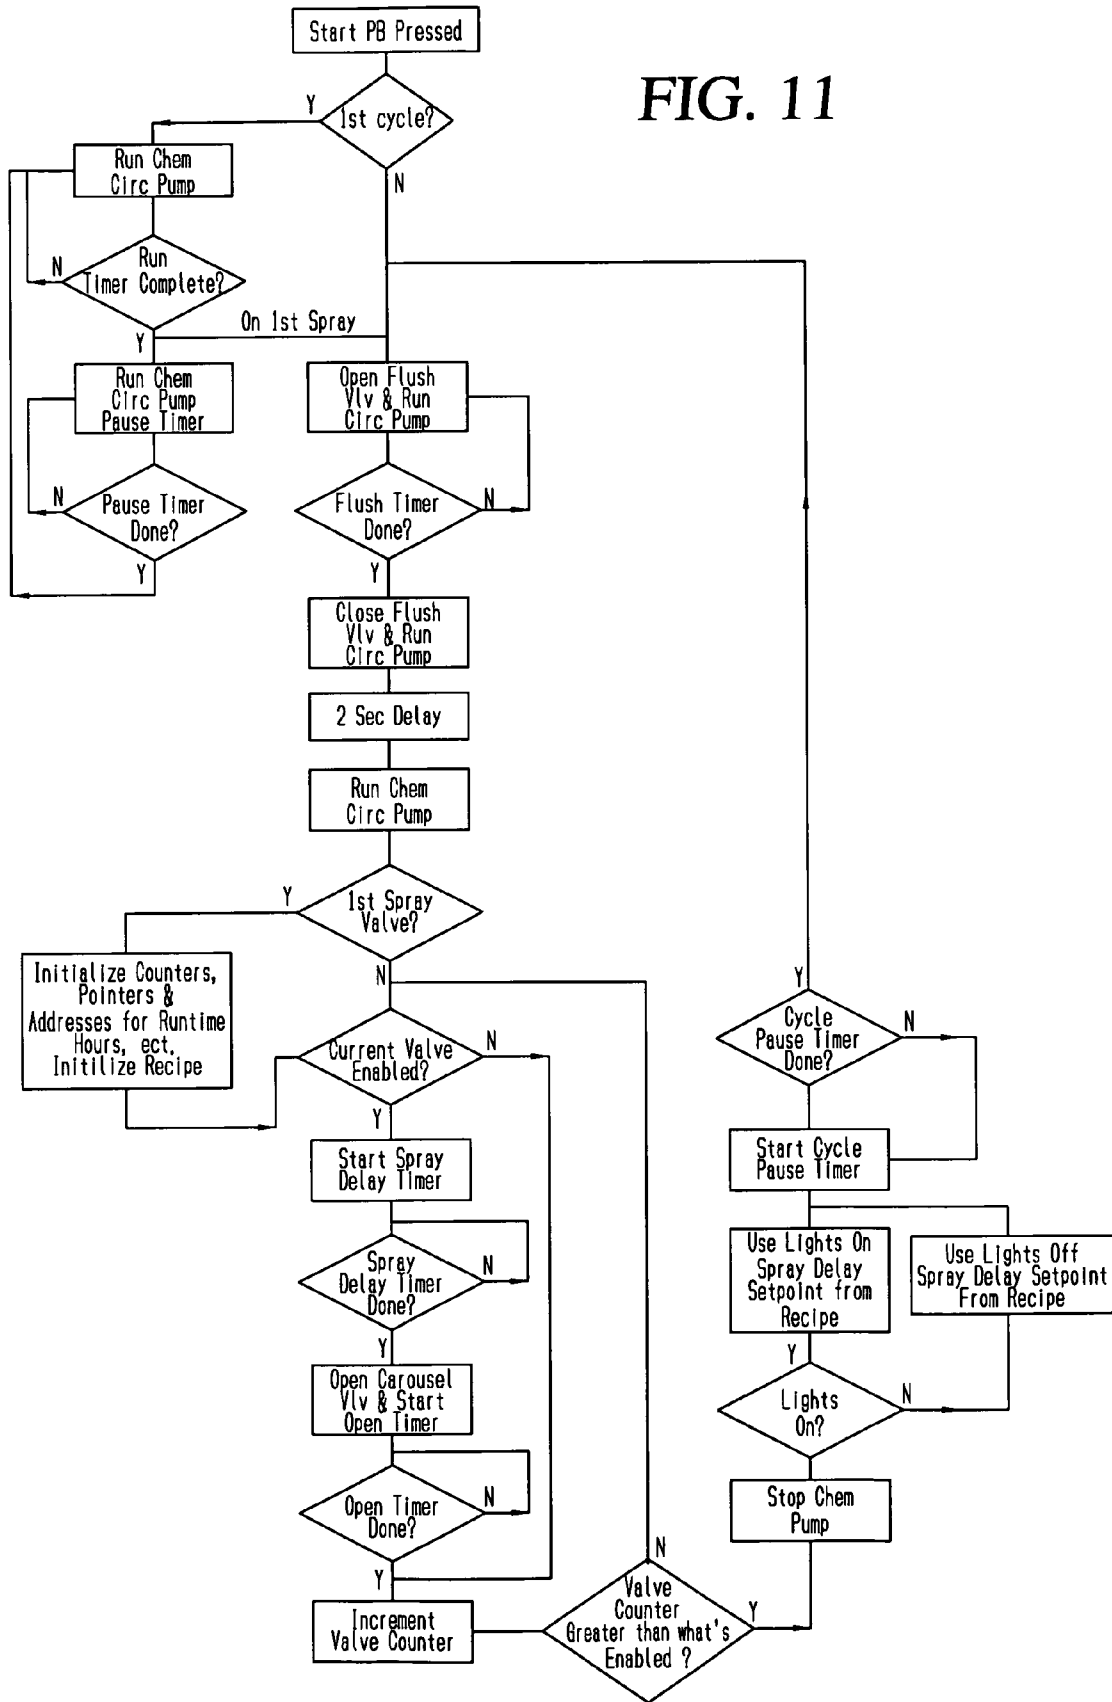 Start PB Pressed
FIG. 11
1st cycle?
Y
N
Run Chem
Circ Pump
Run
Timer Complete?
N
Y
On 1st Spray
Run Chem
Circ Pump
Pause Timer
Pause Timer
Done?
N
Y
Open Flush
Vlv & Run
Circ Pump
Flush Timer
Done?
N
Y
Close Flush
Vlv & Run
Circ Pump
2 Sec Delay
Run Chem
Circ Pump
1st Spray
Valve?
Y
N
Initialize Counters,
Pointers &
Addresses for Runtime
Hours, ect.
Initilize Recipe
Current Valve
Enabled?
N
Y
Start Spray
Delay Timer
Spray
Delay Timer
Done?
N
Y
Open Carousel
Vlv & Start
Open Timer
Open Timer
Done?
N
Y
Increment
Valve Counter
Valve
Counter
Greater than what's
Enabled ?
N
Y
Stop Chem
Pump
Lights
On?
Y
N
Use Lights On
Spray Delay
Setpoint from
Recipe
Use Lights Off
Spray Delay Setpoint
From Recipe
Start Cycle
Pause Timer
Cycle
Pause Timer
Done?
Y
N